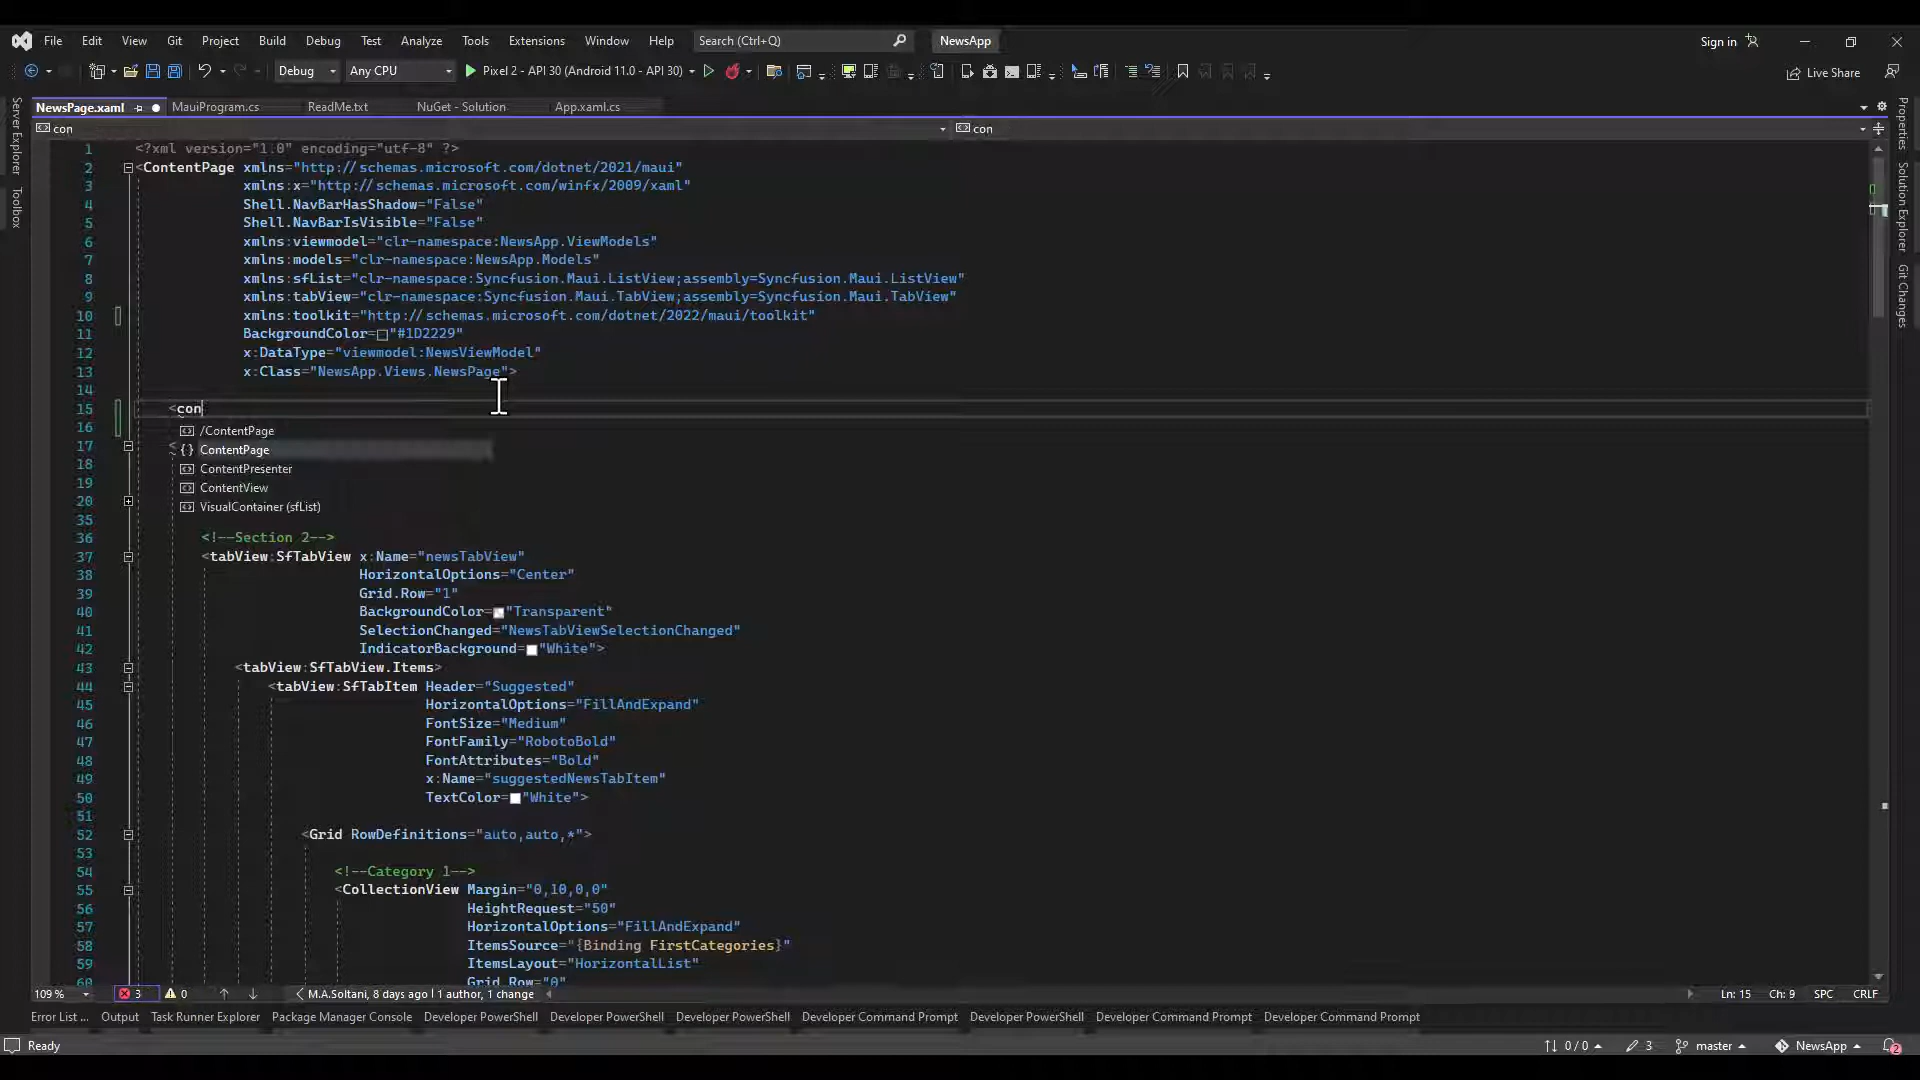 File Edit View Git Project Build Debug Test Analyze Tools Extensions Window Help Search (Ctrl+Q) NewsApp Sign in
Debug Any CPU Pixel 2 - API 30 (Android 11.0 - API 30) Live Share
NewsPage.xaml MauiProgram.cs ReadMe.txt NuGet - Solution App.xaml.cs
con con
Server Explorer
Toolbox
Properties
Solution Explorer
Git Changes
1 <?xml version="1.0" encoding="utf-8" ?>
2 <ContentPage xmlns="http://schemas.microsoft.com/dotnet/2021/maui"
3 xmlns:x="http://schemas.microsoft.com/winfx/2009/xaml"
4 Shell.NavBarHasShadow="False"
5 Shell.NavBarIsVisible="False"
6 xmlns:viewmodel="clr-namespace:NewsApp.ViewModels"
7 xmlns:models="clr-namespace:NewsApp.Models"
8 xmlns:sfList="clr-namespace:Syncfusion.Maui.ListView;assembly=Syncfusion.Maui.ListView"
9 xmlns:tabView="clr-namespace:Syncfusion.Maui.TabView;assembly=Syncfusion.Maui.TabView"
10 xmlns:toolkit="http://schemas.microsoft.com/dotnet/2022/maui/toolkit"
11 BackgroundColor="#1D2229"
12 x:DataType="viewmodel:NewsViewModel"
13 x:Class="NewsApp.Views.NewsPage">
14
15 <con
16 /ContentPage
17 < {} ContentPage
18 ContentPresenter
19 ContentView
20 VisualContainer (sfList)
35
36 <!--Section 2-->
37 <tabView:SfTabView x:Name="newsTabView"
38 HorizontalOptions="Center"
39 Grid.Row="1"
40 BackgroundColor="Transparent"
41 SelectionChanged="NewsTabViewSelectionChanged"
42 IndicatorBackground="White">
43 <tabView:SfTabView.Items>
44 <tabView:SfTabItem Header="Suggested"
45 HorizontalOptions="FillAndExpand"
46 FontSize="Medium"
47 FontFamily="RobotoBold"
48 FontAttributes="Bold"
49 x:Name="suggestedNewsTabItem"
50 TextColor="White">
51
52 <Grid RowDefinitions="auto,auto,*">
53
54 <!--Category 1-->
55 <CollectionView Margin="0,10,0,0"
56 HeightRequest="50"
57 HorizontalOptions="FillAndExpand"
58 ItemsSource="{Binding FirstCategories}"
59 ItemsLayout="HorizontalList"
60 Grid.Row="0"
109 % 3 0 M.A.Soltani, 8 days ago | 1 author, 1 change Ln: 15 Ch: 9 SPC CRLF
Error List ... Output Task Runner Explorer Package Manager Console Developer PowerShell Developer PowerShell Developer PowerShell Developer Command Prompt Developer PowerShell Developer Command Prompt Developer Command Prompt
Ready 0 / 0 3 master NewsApp 2